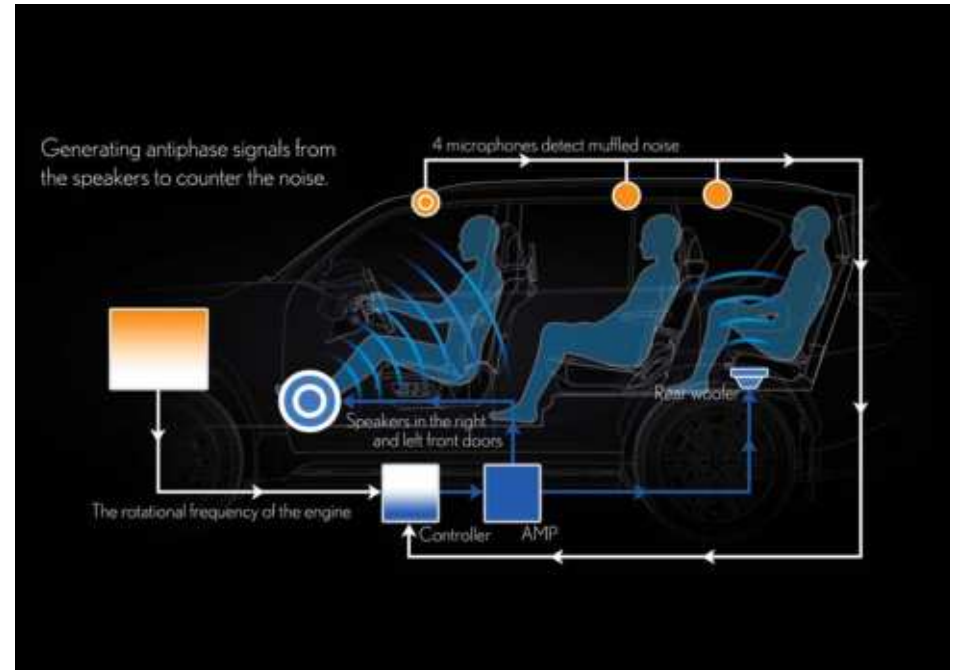 Generating antiphase signals from
the speakers to counter the noise.
4 microphones detect muffled noise
Rear woofer
Speakers in the right
and left front doors
The rotational frequency of the engine
Controller
AMP